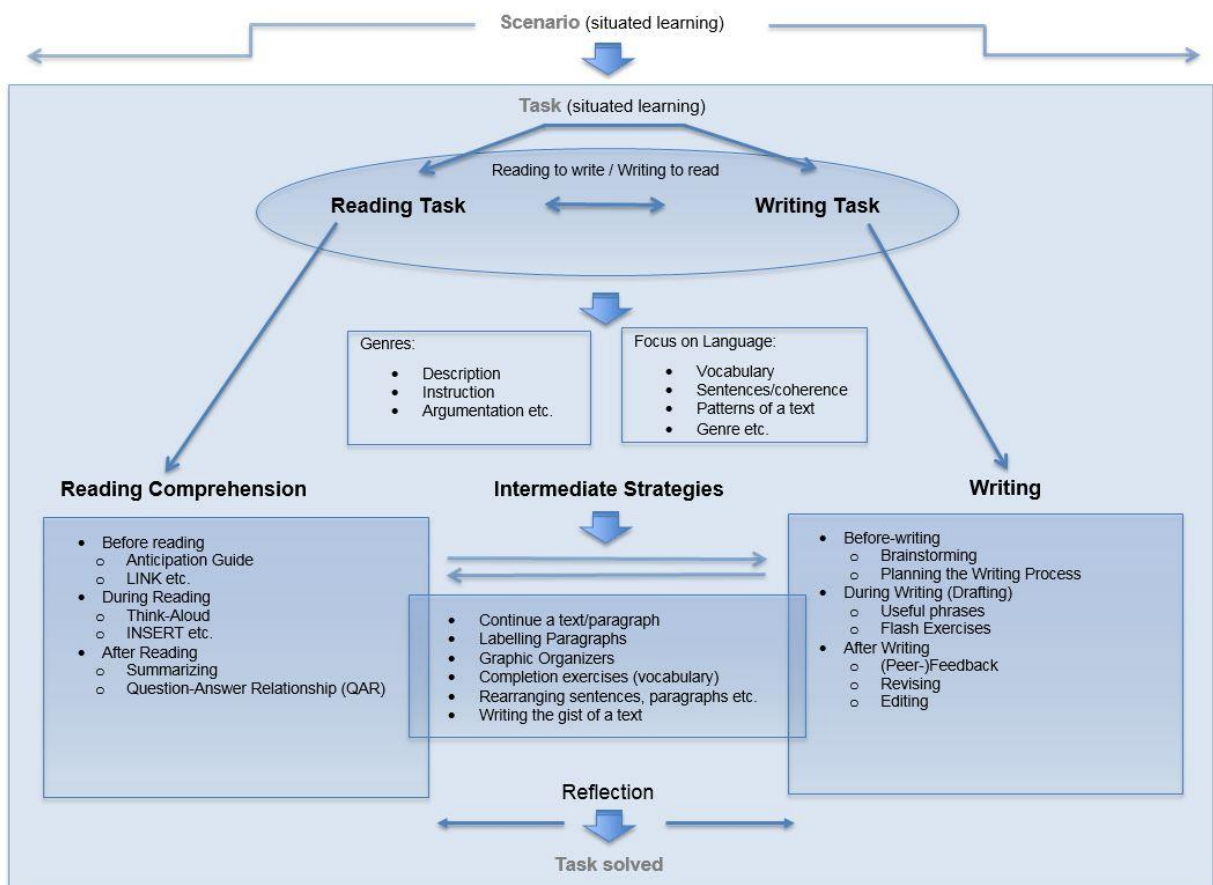 Scenario (situated learning)
Task (situated learning)
Reading to write / Writing to read
Reading Task
Writing Task
Genres:
• Description
• Instruction
• Argumentation etc.
Focus on Language:
• Vocabulary
• Sentences/coherence
• Patterns of a text
• Genre etc.
Reading Comprehension
• Before reading
o Anticipation Guide
o LINK etc.
• During Reading
o Think-Aloud
o INSERT etc.
• After Reading
o Summarizing
o Question-Answer Relationship (QAR)
Intermediate Strategies
• Continue a text/paragraph
• Labelling Paragraphs
• Graphic Organizers
• Completion exercises (vocabulary)
• Rearranging sentences, paragraphs etc.
• Writing the gist of a text
Writing
• Before-writing
o Brainstorming
o Planning the Writing Process
• During Writing (Drafting)
o Useful phrases
o Flash Exercises
• After Writing
o (Peer-)Feedback
o Revising
o Editing
Reflection
Task solved